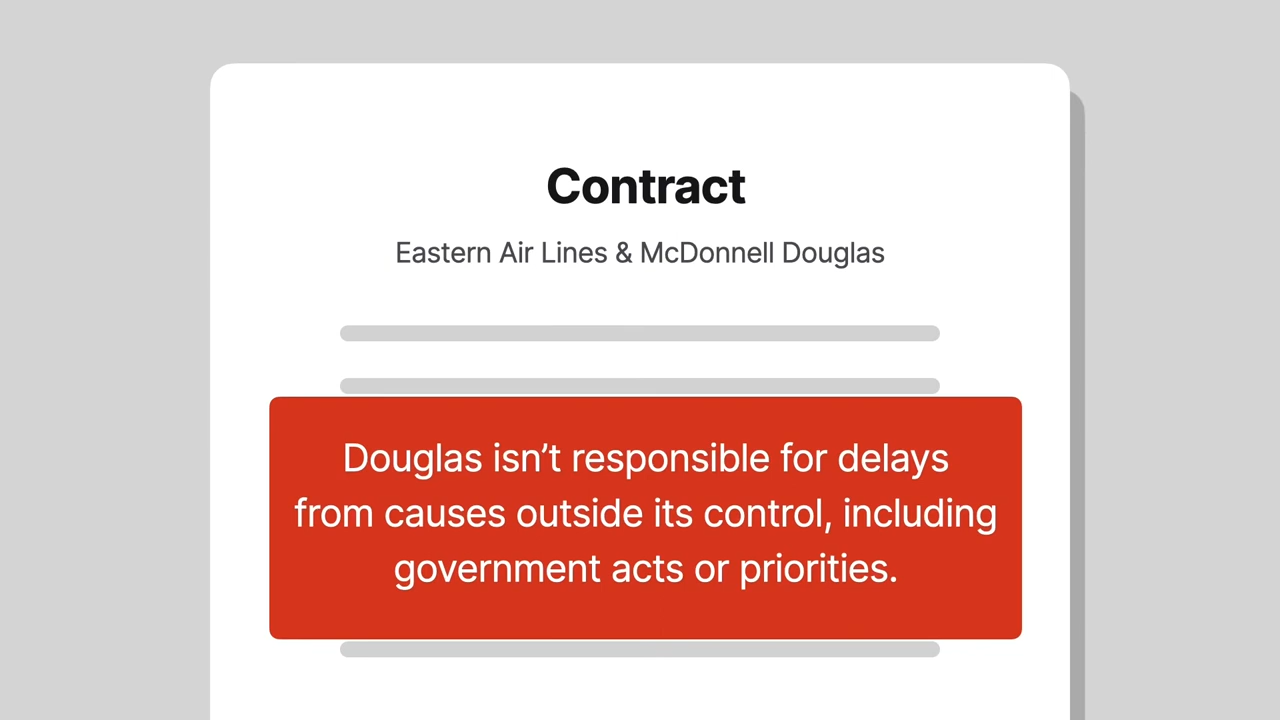 Contract
Eastern Air Lines & McDonnell Douglas
Douglas isn’t responsible for delays
from causes outside its control, including
government acts or priorities.